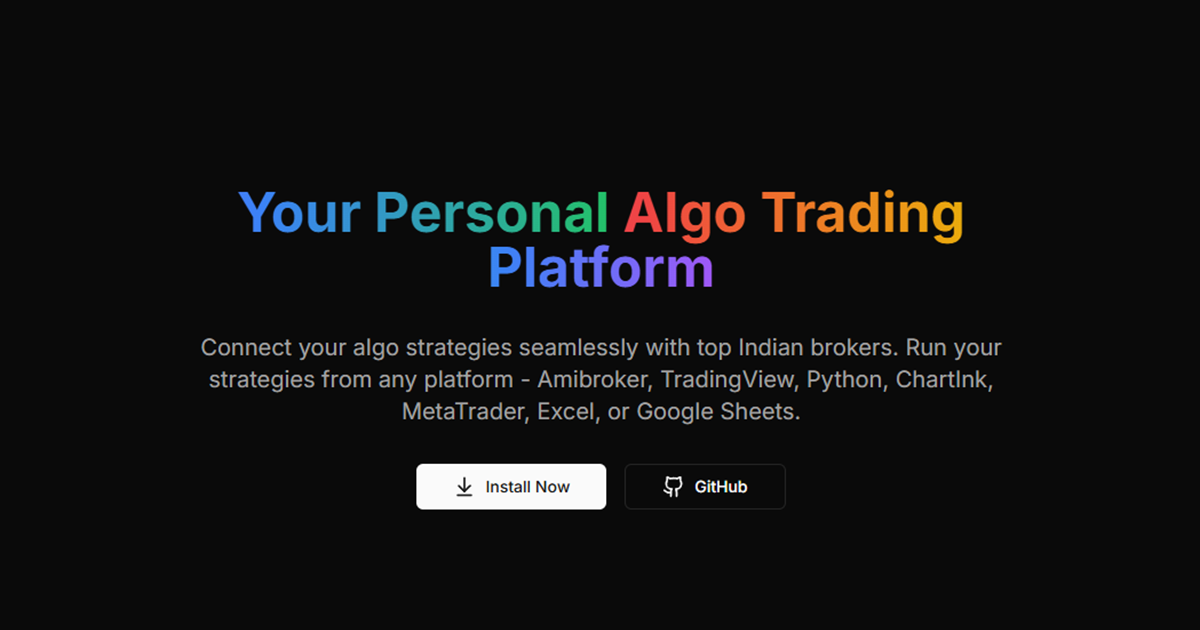 Your Personal Algo Trading
Platform
Connect your algo strategies seamlessly with top Indian brokers. Run your
strategies from any platform - Amibroker, TradingView, Python, ChartInk,
MetaTrader, Excel, or Google Sheets.
Install Now
GitHub